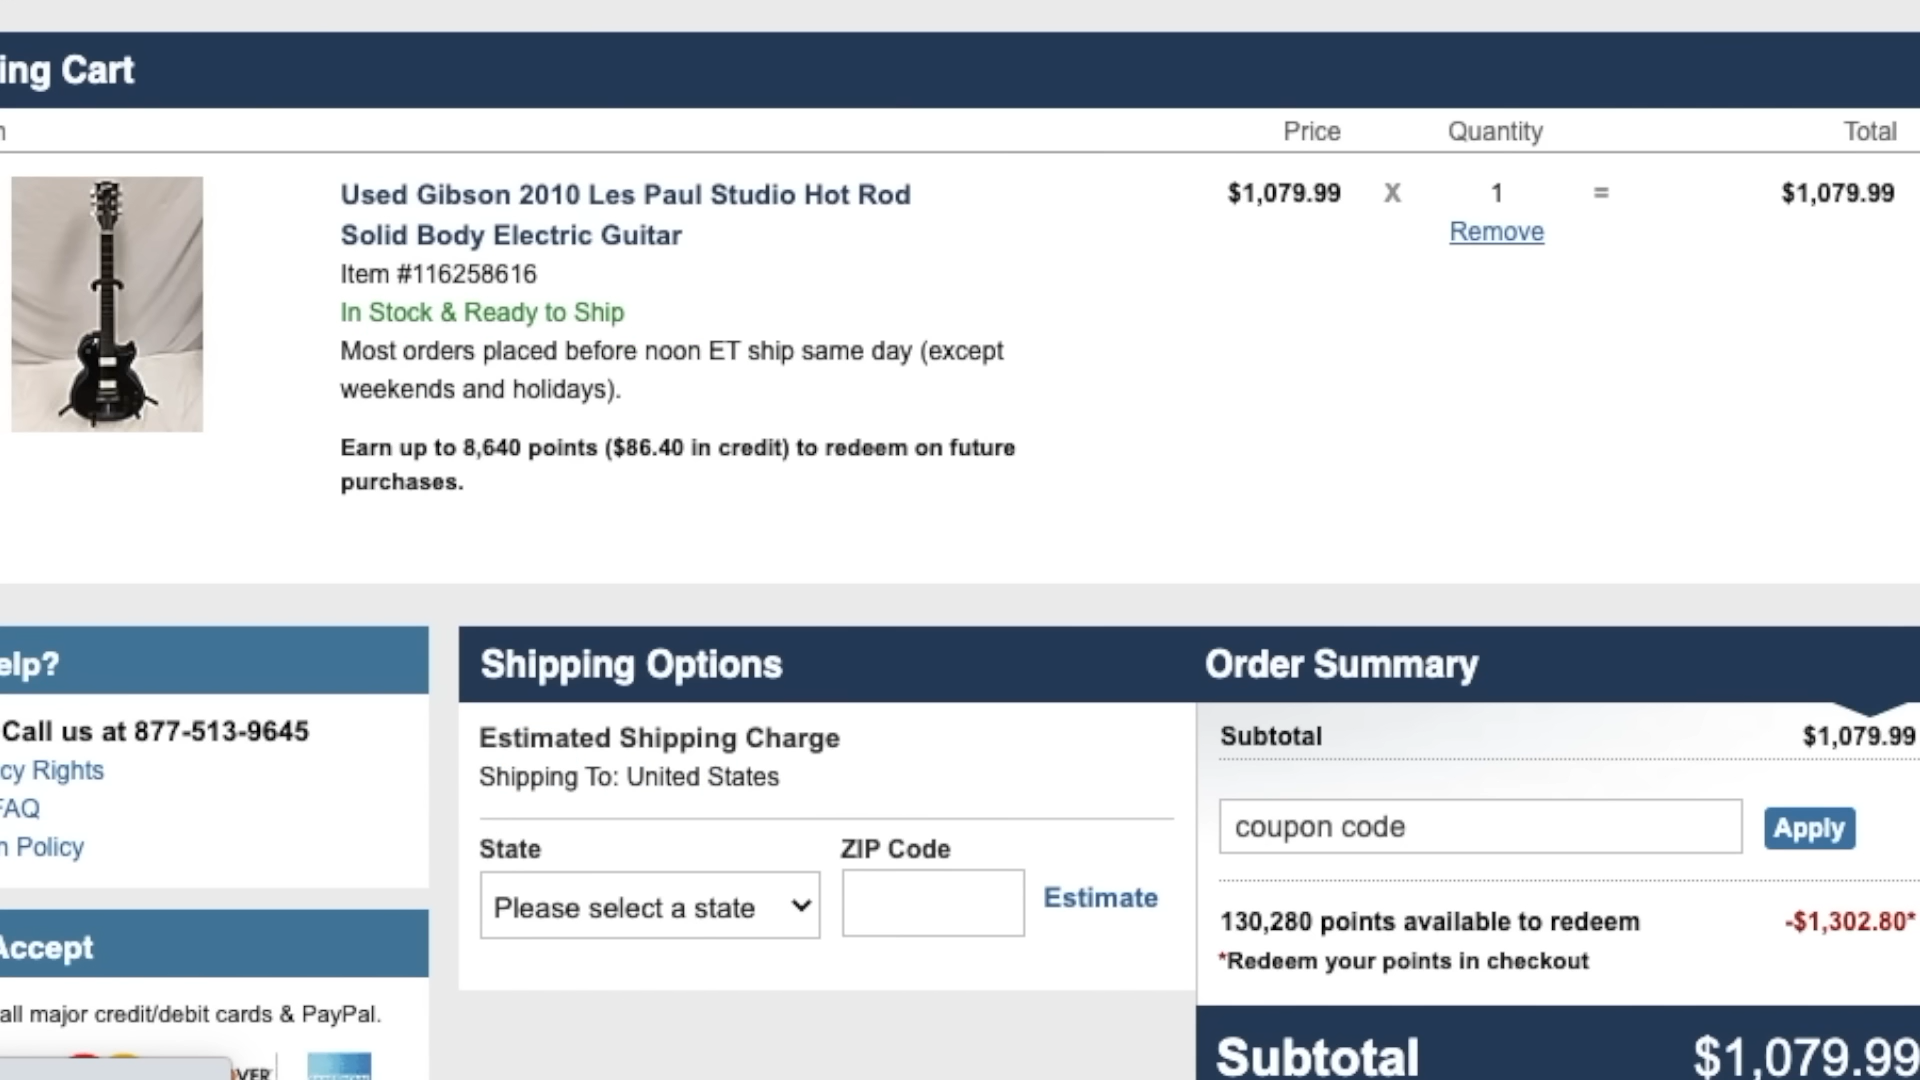 ing Cart
Price Quantity Total
Used Gibson 2010 Les Paul Studio Hot Rod
Solid Body Electric Guitar
$1,079.99 X 1 = $1,079.99
Remove
Item #116258616
In Stock & Ready to Ship
Most orders placed before noon ET ship same day (except
weekends and holidays).
Earn up to 8,640 points ($86.40 in credit) to redeem on future
purchases.
elp?
Call us at 877-513-9645
cy Rights
FAQ
n Policy
Accept
all major credit/debit cards & PayPal.
VER
Shipping Options
Estimated Shipping Charge
Shipping To: United States
State ZIP Code
Please select a state Estimate
Order Summary
Subtotal $1,079.99
coupon code Apply
130,280 points available to redeem -$1,302.80*
*Redeem your points in checkout
Subtotal $1,079.99